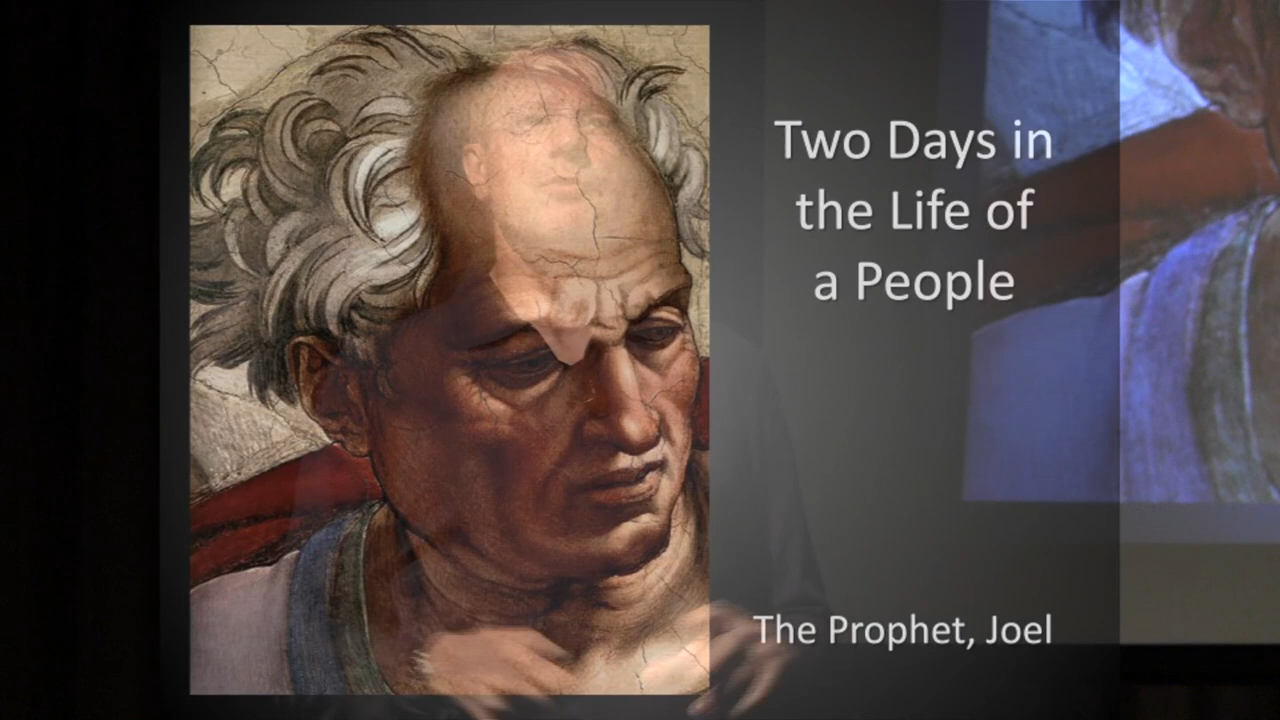 Two Days in
the Life of
a People
The Prophet, Joel